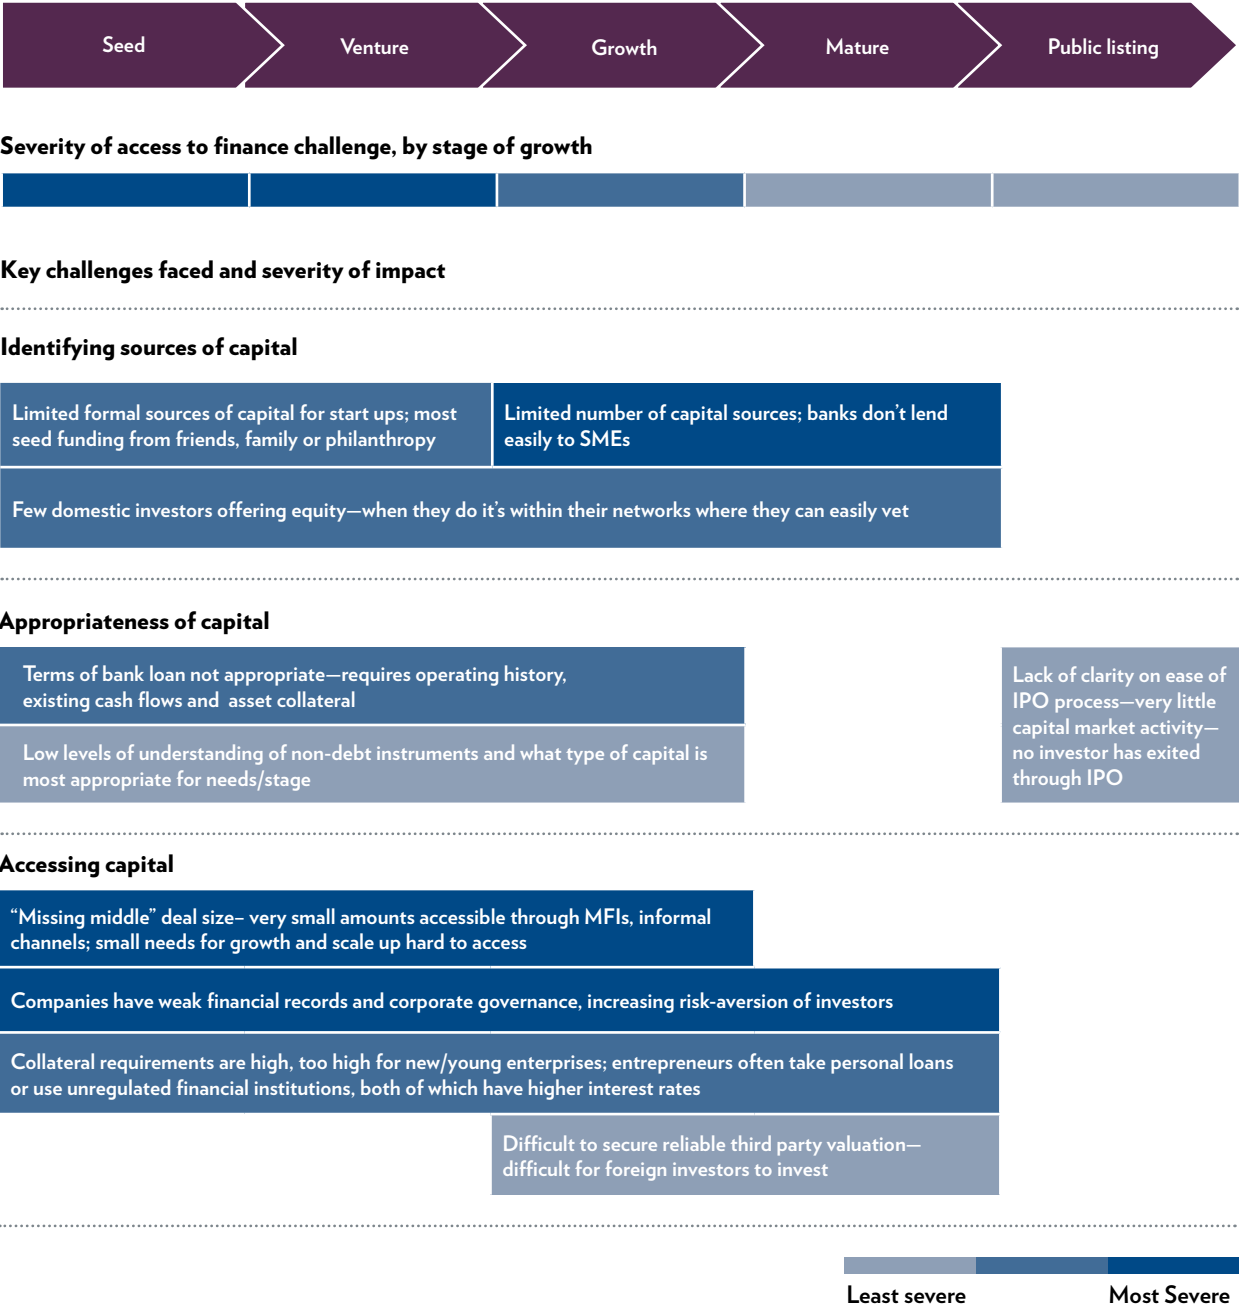 Seed
Venture
Growth
Mature
Public listing
Severity of access to finance challenge, by stage of growth
Key challenges faced and severity of impact
Identifying sources of capital
Limited formal sources of capital for start ups; most
seed funding from friends, family or philanthropy
Limited number of capital sources; banks don’t lend
easily to SMEs
Few domestic investors offering equity—when they do it’s within their networks where they can easily vet
Appropriateness of capital
Terms of bank loan not appropriate—requires operating history,
existing cash flows and asset collateral
Low levels of understanding of non-debt instruments and what type of capital is
most appropriate for needs/stage
Lack of clarity on ease of
IPO process—very little
capital market activity—
no investor has exited
through IPO
Accessing capital
“Missing middle” deal size– very small amounts accessible through MFIs, informal
channels; small needs for growth and scale up hard to access
Companies have weak financial records and corporate governance, increasing risk-aversion of investors
Collateral requirements are high, too high for new/young enterprises; entrepreneurs often take personal loans
or use unregulated financial institutions, both of which have higher interest rates
Difficult to secure reliable third party valuation—
difficult for foreign investors to invest
Least severe
Most Severe